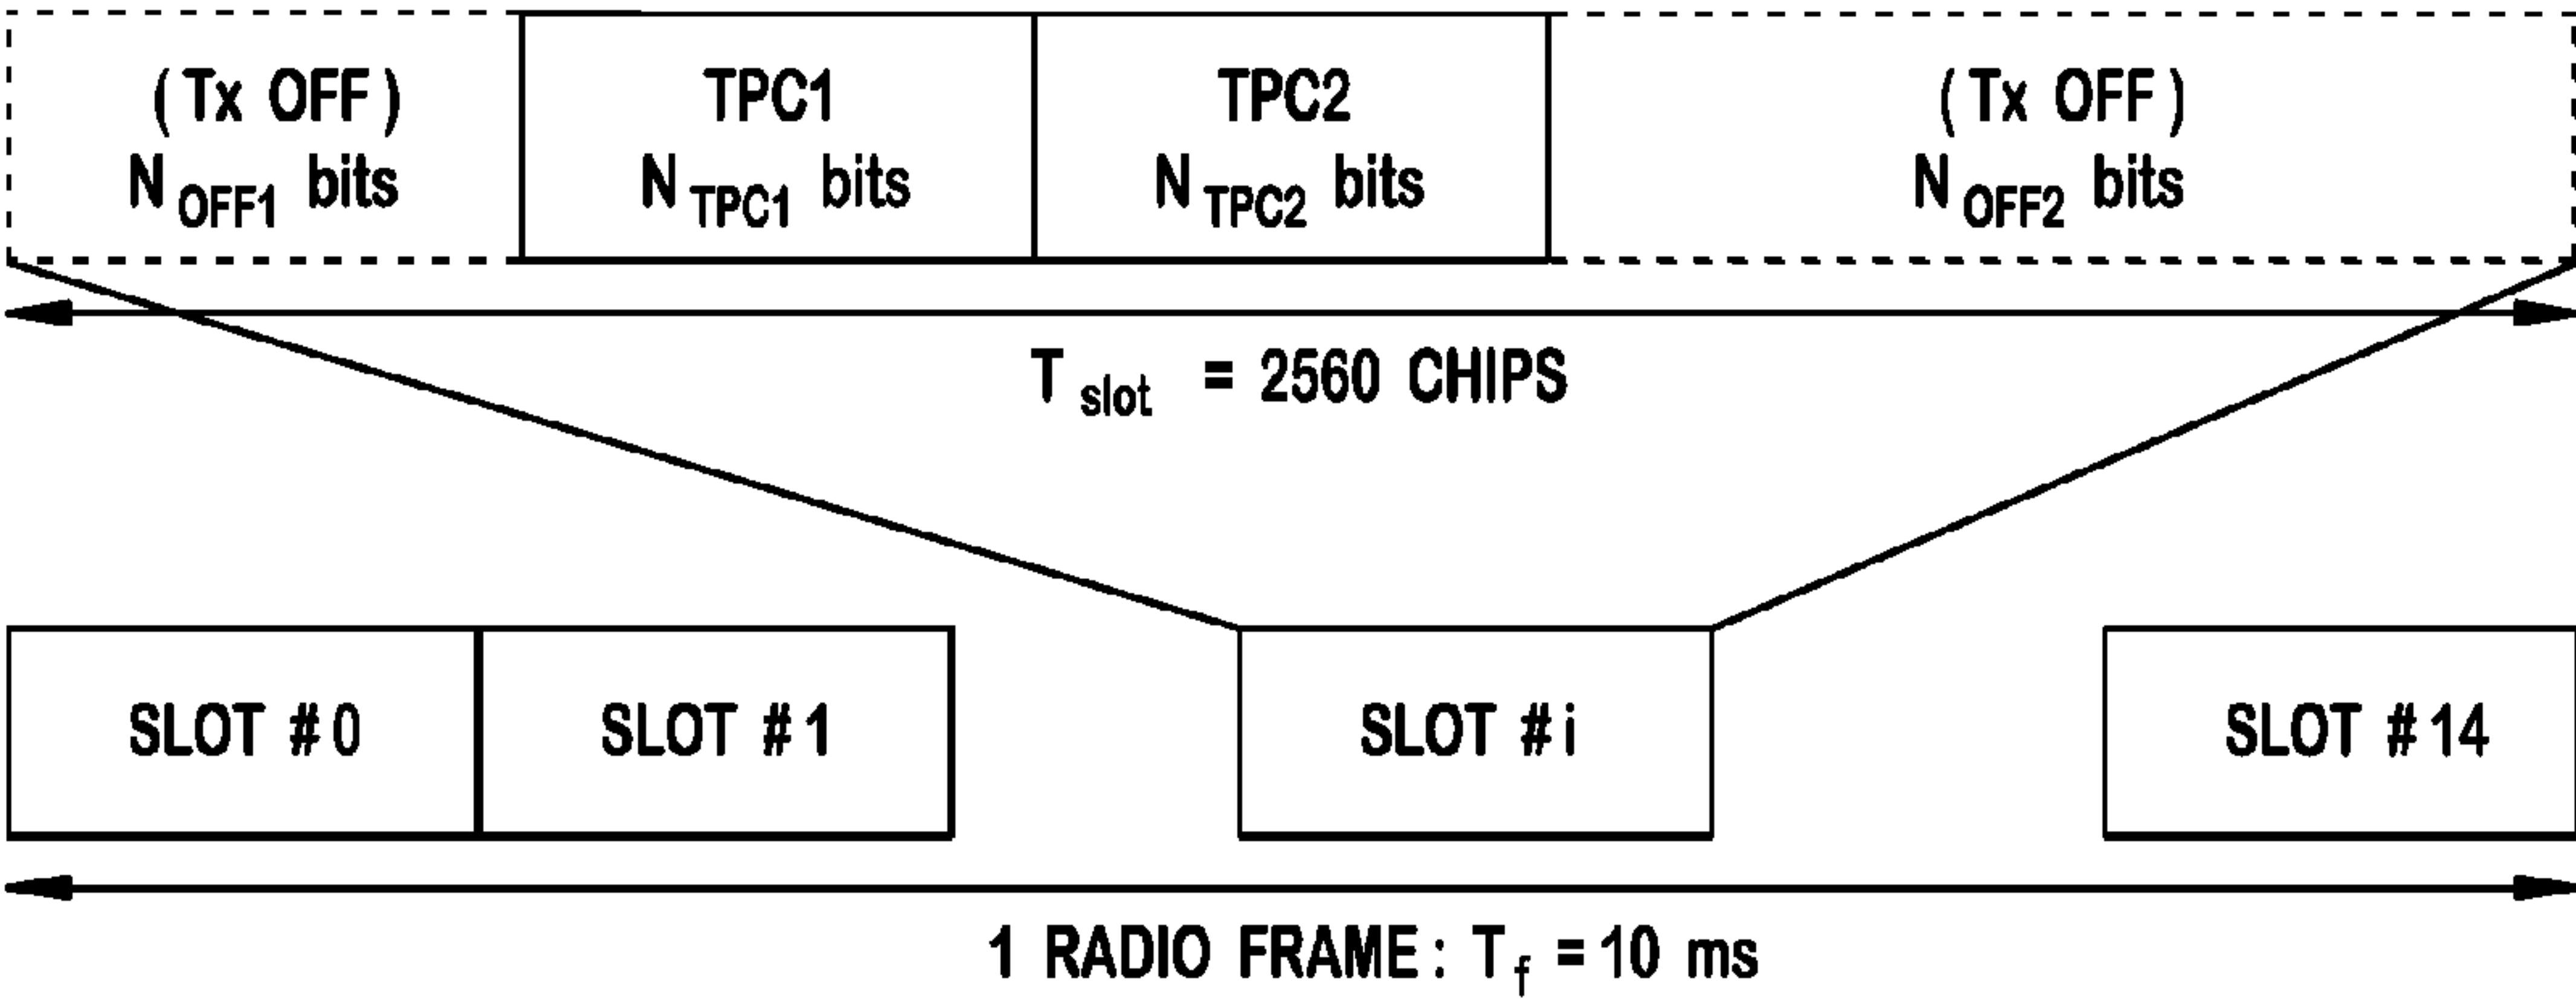 (Tx OFF) TPC1 TPC2 (Tx OFF)
N OFF1 bits N TPC1 bits N TPC2 bits N OFF2 bits
T slot = 2560 CHIPS
SLOT #0 SLOT #1 SLOT #i SLOT #14
1 RADIO FRAME: T f = 10 ms